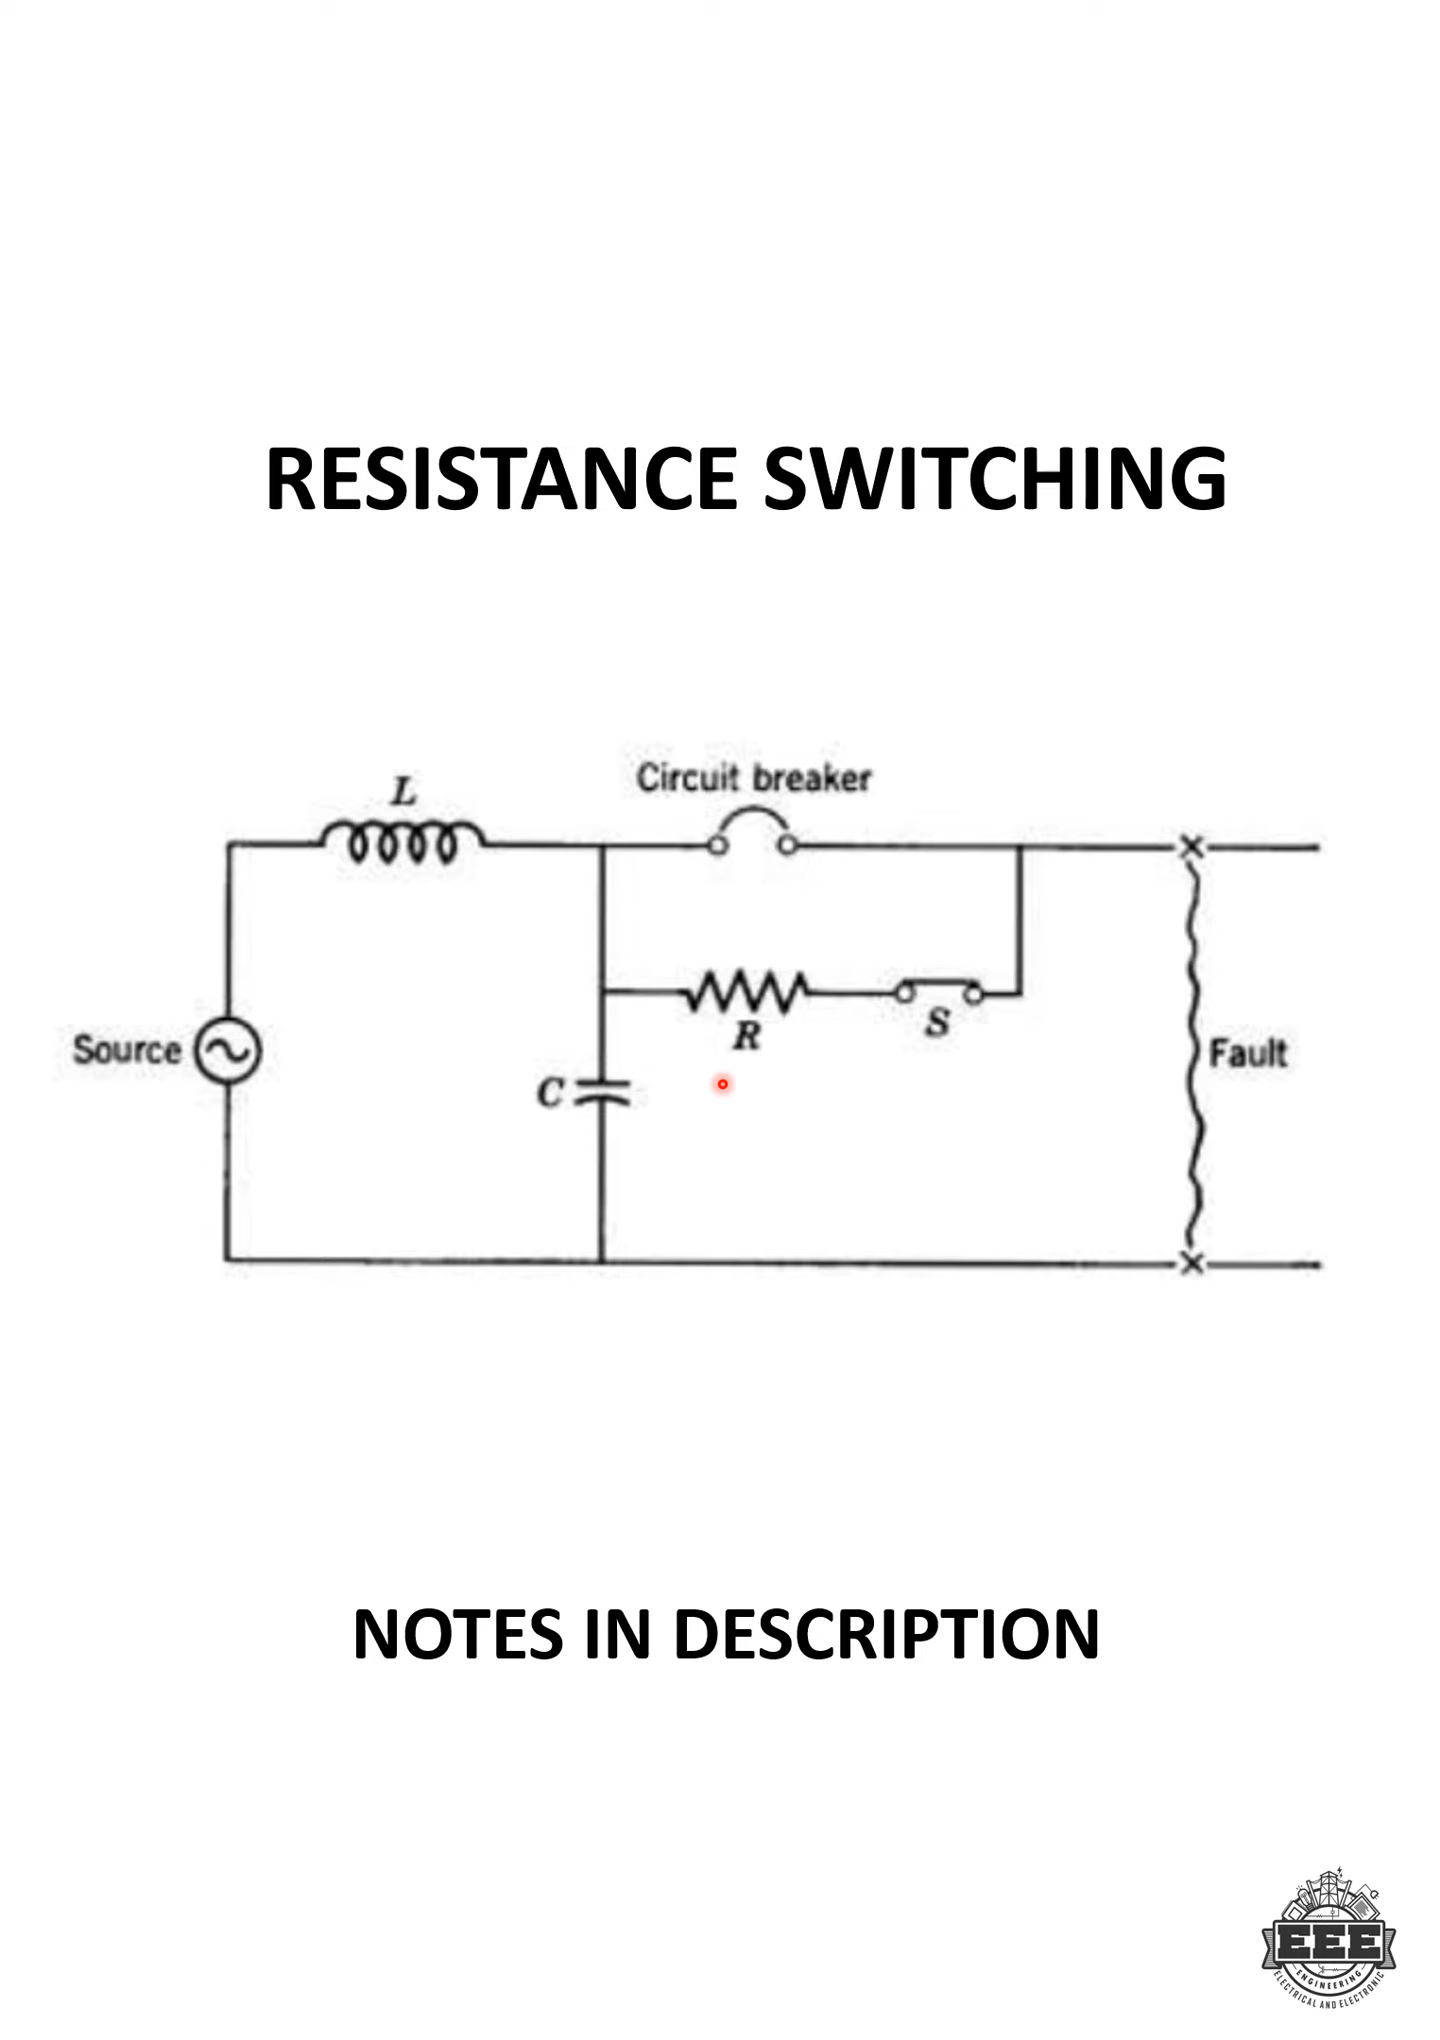 RESISTANCE SWITCHING
L
Circuit breaker
R
S
Source
C
Fault
NOTES IN DESCRIPTION
EEE
ENGINEERING
ELECTRICAL AND ELECTRONIC